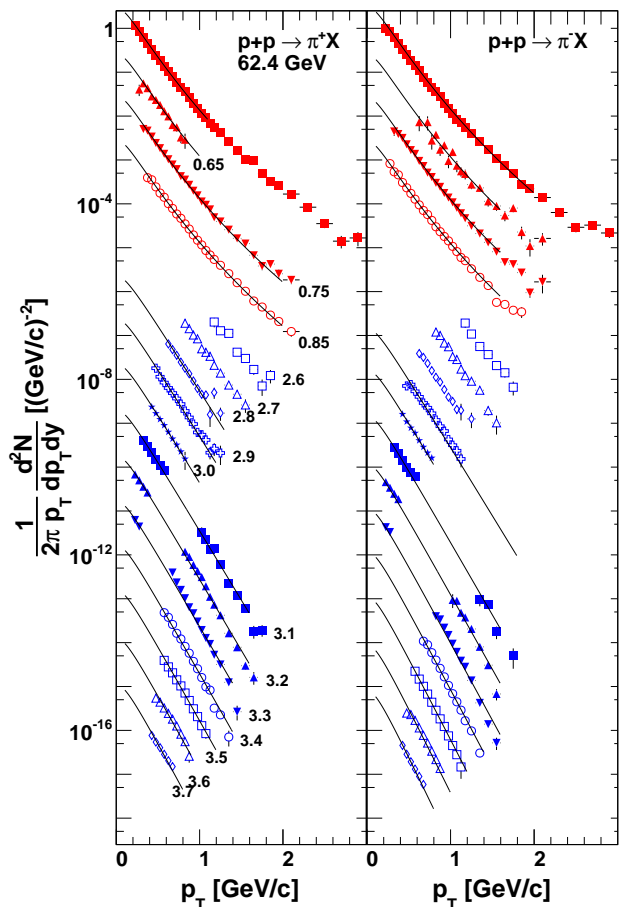 p+p → π⁺X
62.4 GeV
p+p → π⁻X
1
10⁻⁴
10⁻⁸
10⁻¹²
10⁻¹⁶
1/(2π p_T) d²N/(dp_T dy) [(GeV/c)⁻²]
0.65
0.75
0.85
2.6
2.7
2.8
2.9
3.0
3.1
3.2
3.3
3.4
3.5
3.6
3.7
0 1 2
0 1 2 3
p_T [GeV/c]
p_T [GeV/c]